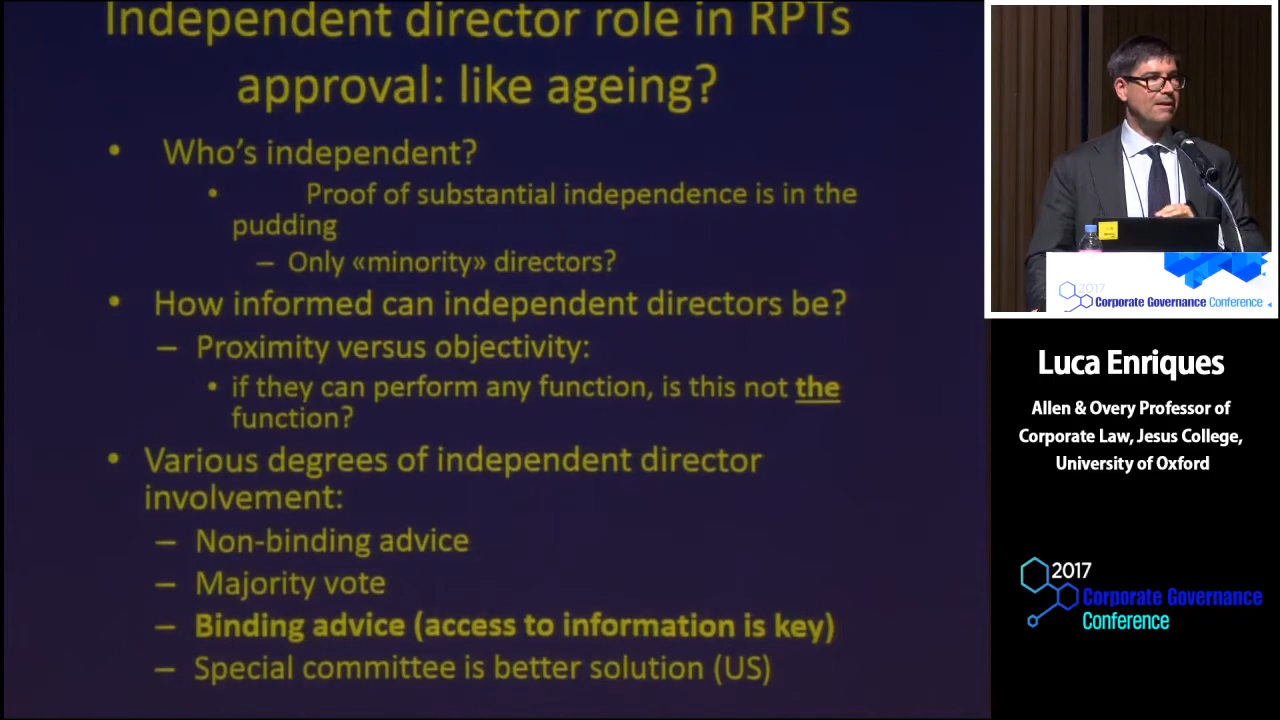 Independent director role in RPTs
approval: like ageing?
• Who's independent?
• Proof of substantial independence is in the
pudding
– Only «minority» directors?
• How informed can independent directors be?
– Proximity versus objectivity:
• if they can perform any function, is this not the
function?
• Various degrees of independent director
involvement:
– Non-binding advice
– Majority vote
– Binding advice (access to information is key)
– Special committee is better solution (US)
2017
Corporate Governance Conference
Luca Enriques
Allen & Overy Professor of
Corporate Law, Jesus College,
University of Oxford
2017
Corporate Governance
Conference